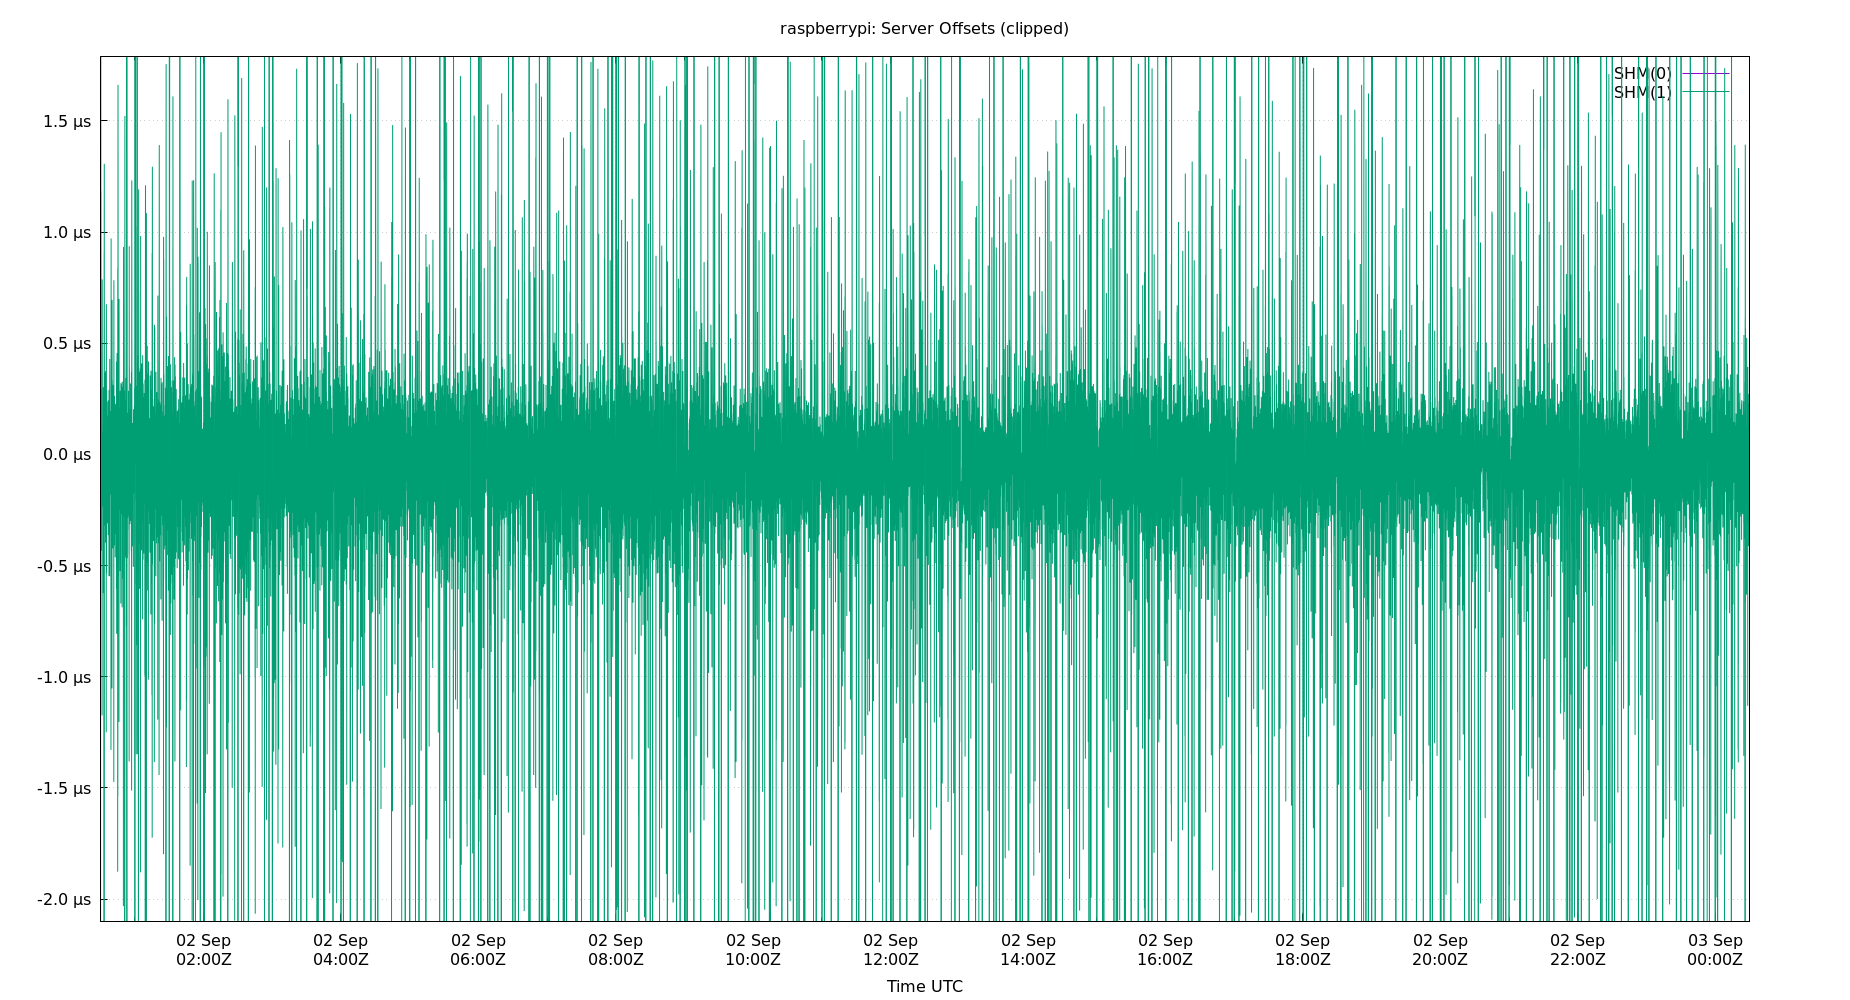 raspberrypi: Server Offsets (clipped)
SHM(0)
SHM(1)
1.5 µs
1.0 µs
0.5 µs
0.0 µs
-0.5 µs
-1.0 µs
-1.5 µs
-2.0 µs
02 Sep 02 Sep 02 Sep 02 Sep 02 Sep 02 Sep 02 Sep 02 Sep 02 Sep 02 Sep 02 Sep 03 Sep
02:00Z 04:00Z 06:00Z 08:00Z 10:00Z 12:00Z 14:00Z 16:00Z 18:00Z 20:00Z 22:00Z 00:00Z
Time UTC